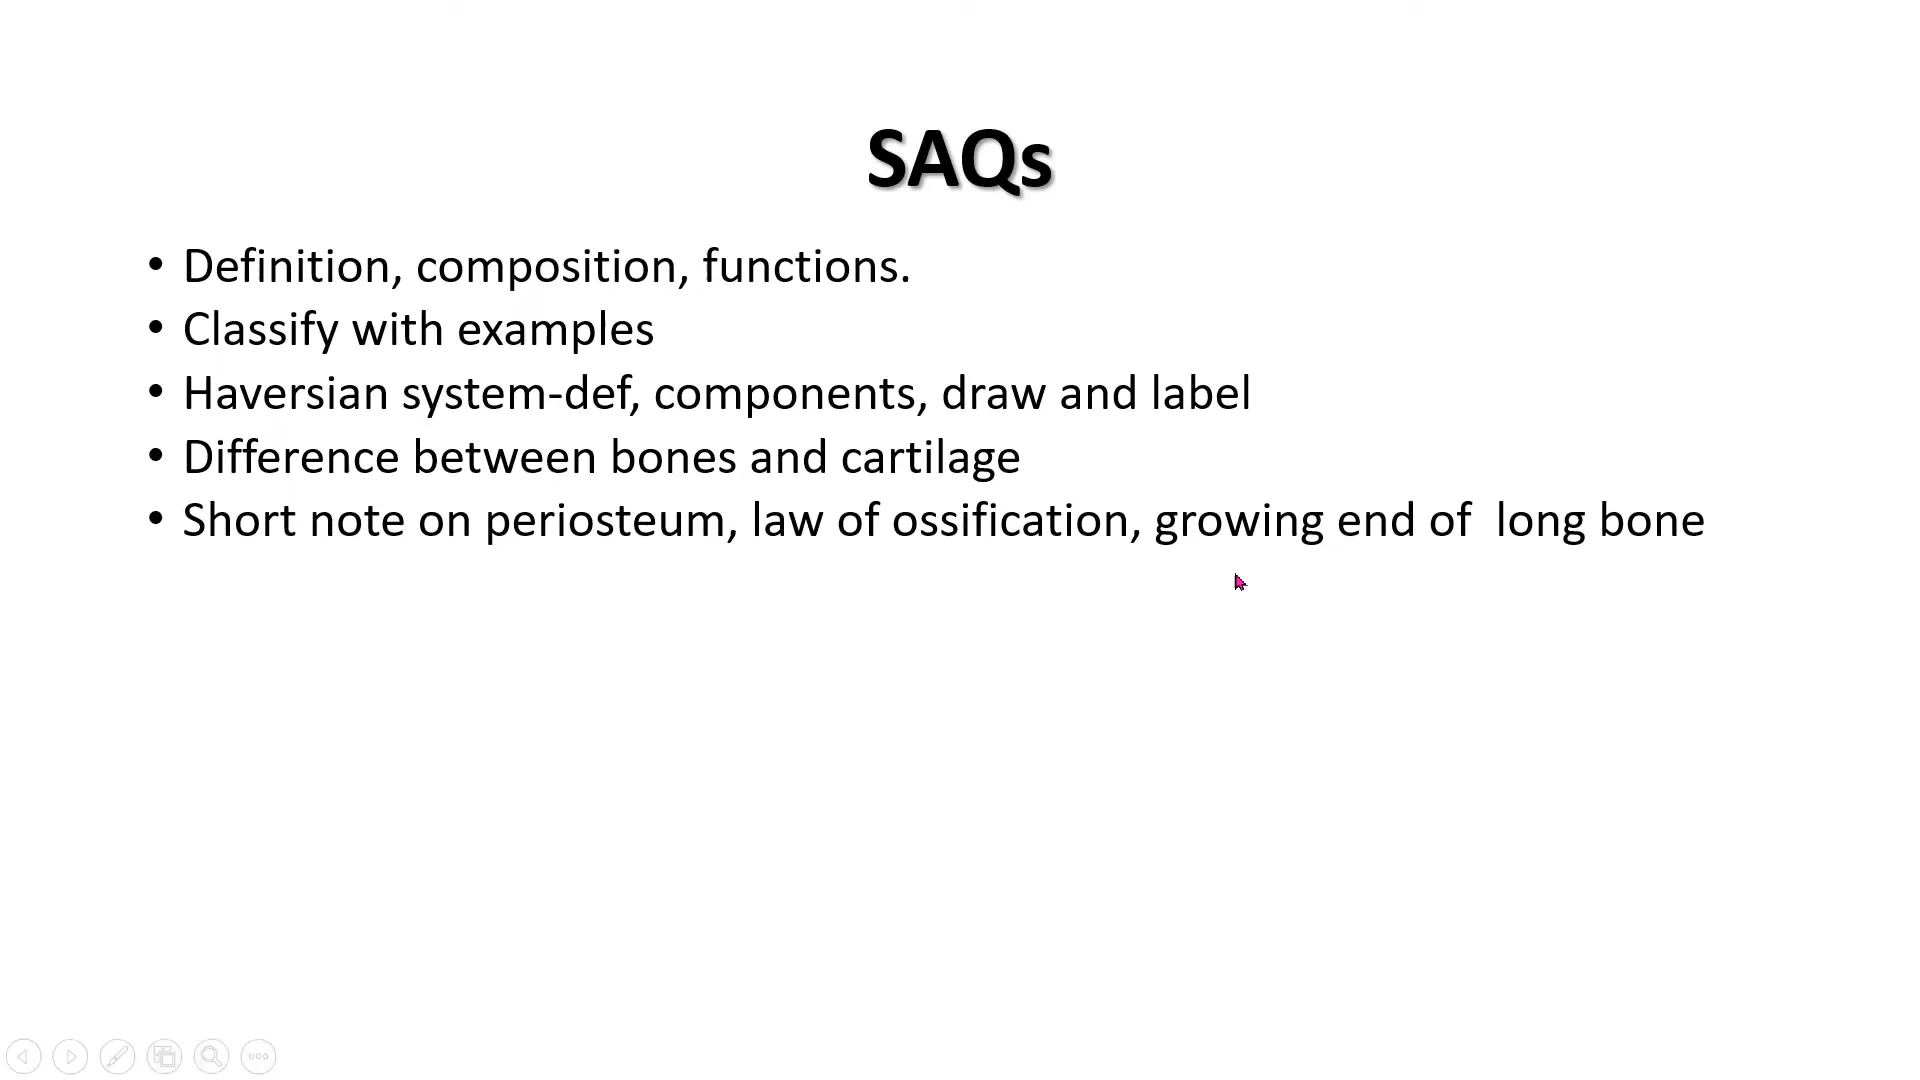 SAQs
• Definition, composition, functions.
• Classify with examples
• Haversian system-def, components, draw and label
• Difference between bones and cartilage
• Short note on periosteum, law of ossification, growing end of  long bone